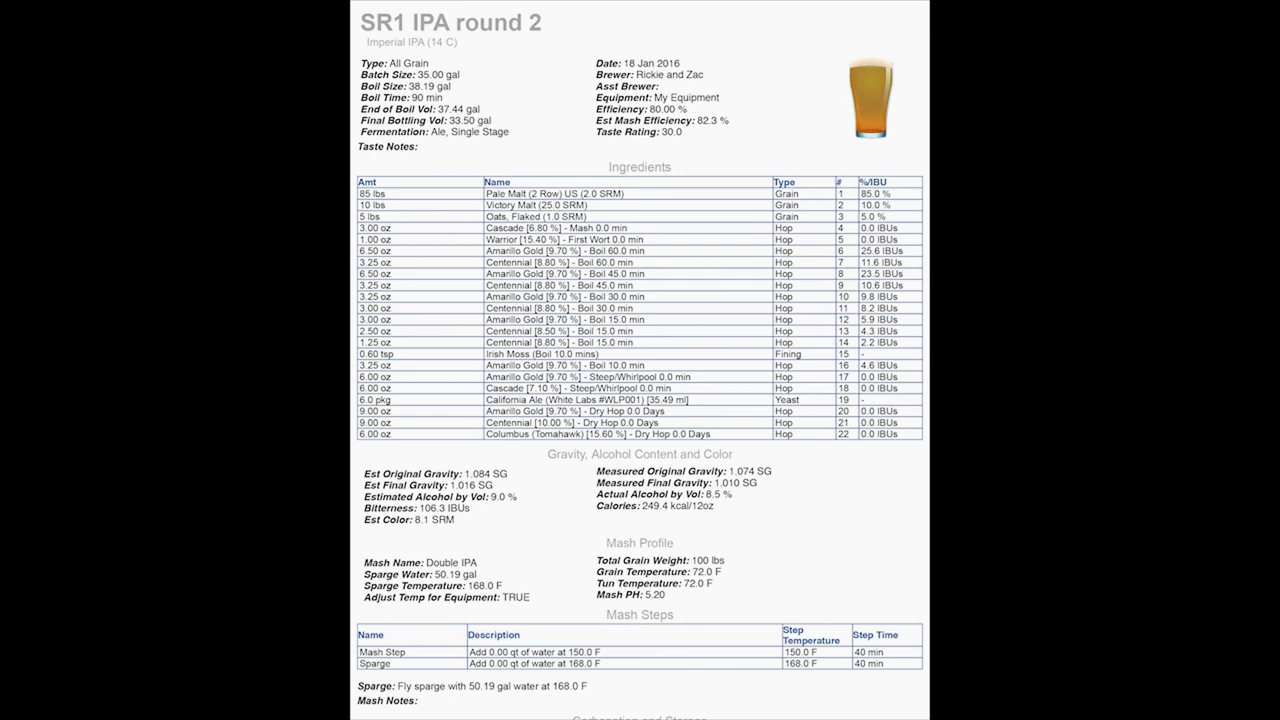 SR1 IPA round 2
Imperial IPA (14 C)
Type: All Grain
Batch Size: 35.00 gal
Boil Size: 38.19 gal
Boil Time: 90 min
End of Boil Vol: 37.44 gal
Final Bottling Vol: 33.50 gal
Fermentation: Ale, Single Stage
Date: 18 Jan 2016
Brewer: Rickie and Zac
Asst Brewer:
Equipment: My Equipment
Efficiency: 80.00 %
Est Mash Efficiency: 82.3 %
Taste Rating: 30.0
Taste Notes:
Ingredients
Amt Name Type # %/IBU
85 lbs Pale Malt (2 Row) US (2.0 SRM) Grain 1 85.0 %
10 lbs Victory Malt (25.0 SRM) Grain 2 10.0 %
5 lbs Oats, Flaked (1.0 SRM) Grain 3 5.0 %
3.00 oz Cascade [6.80 %] - Mash 0.0 min Hop 4 0.0 IBUs
1.00 oz Warrior [15.40 %] - First Wort 0.0 min Hop 5 0.0 IBUs
6.50 oz Amarillo Gold [9.70 %] - Boil 60.0 min Hop 6 25.6 IBUs
3.25 oz Centennial [8.80 %] - Boil 60.0 min Hop 7 11.6 IBUs
6.50 oz Amarillo Gold [9.70 %] - Boil 45.0 min Hop 8 23.5 IBUs
3.25 oz Centennial [8.80 %] - Boil 45.0 min Hop 9 10.6 IBUs
3.25 oz Amarillo Gold [9.70 %] - Boil 30.0 min Hop 10 9.8 IBUs
3.00 oz Centennial [8.80 %] - Boil 30.0 min Hop 11 8.2 IBUs
3.00 oz Amarillo Gold [9.70 %] - Boil 15.0 min Hop 12 5.9 IBUs
2.50 oz Centennial [8.50 %] - Boil 15.0 min Hop 13 4.3 IBUs
1.25 oz Centennial [8.80 %] - Boil 15.0 min Hop 14 2.2 IBUs
0.60 tsp Irish Moss (Boil 10.0 mins) Fining 15 -
3.25 oz Amarillo Gold [9.70 %] - Boil 10.0 min Hop 16 4.6 IBUs
6.00 oz Amarillo Gold [9.70 %] - Steep/Whirlpool 0.0 min Hop 17 0.0 IBUs
6.00 oz Cascade [7.10 %] - Steep/Whirlpool 0.0 min Hop 18 0.0 IBUs
6.0 pkg California Ale (White Labs #WLP001) [35.49 ml] Yeast 19 -
9.00 oz Amarillo Gold [9.70 %] - Dry Hop 0.0 Days Hop 20 0.0 IBUs
9.00 oz Centennial [10.00 %] - Dry Hop 0.0 Days Hop 21 0.0 IBUs
6.00 oz Columbus (Tomahawk) [15.60 %] - Dry Hop 0.0 Days Hop 22 0.0 IBUs
Gravity, Alcohol Content and Color
Est Original Gravity: 1.084 SG
Est Final Gravity: 1.016 SG
Estimated Alcohol by Vol: 9.0 %
Bitterness: 106.3 IBUs
Est Color: 8.1 SRM
Measured Original Gravity: 1.074 SG
Measured Final Gravity: 1.010 SG
Actual Alcohol by Vol: 8.5 %
Calories: 249.4 kcal/12oz
Mash Profile
Mash Name: Double IPA
Sparge Water: 50.19 gal
Sparge Temperature: 168.0 F
Adjust Temp for Equipment: TRUE
Total Grain Weight: 100 lbs
Grain Temperature: 72.0 F
Tun Temperature: 72.0 F
Mash PH: 5.20
Mash Steps
Name Description Step Temperature Step Time
Mash Step Add 0.00 qt of water at 150.0 F 150.0 F 40 min
Sparge Add 0.00 qt of water at 168.0 F 168.0 F 40 min
Sparge: Fly sparge with 50.19 gal water at 168.0 F
Mash Notes:
Carbonation and Storage